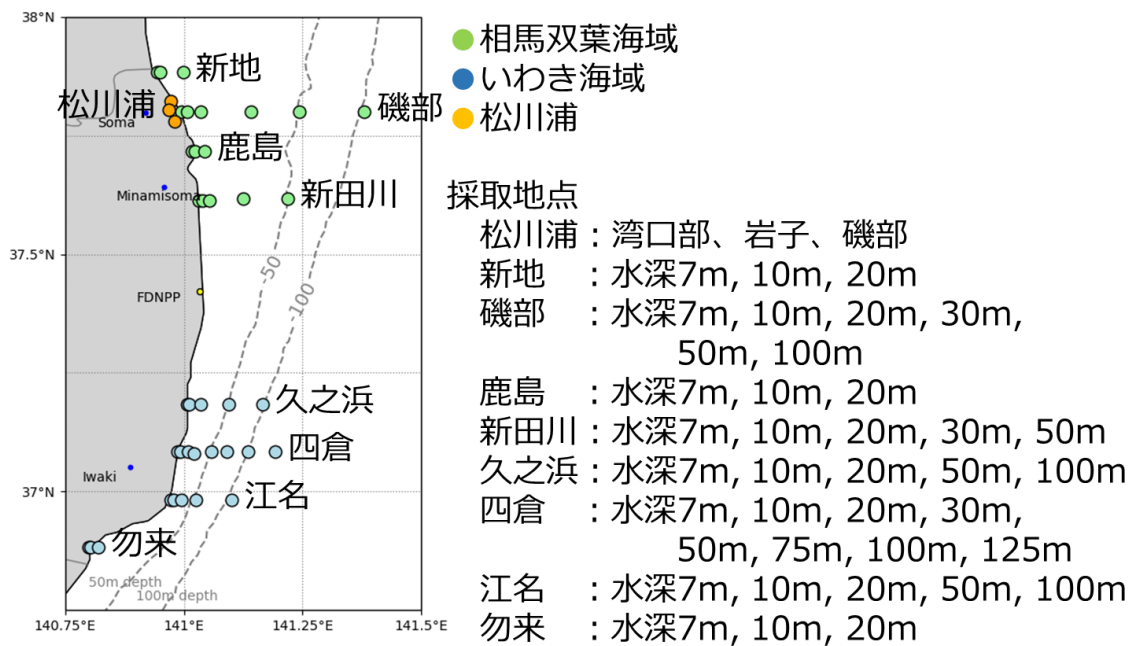 38°N
37.5°N
37°N
140.75°E
141°E
141.25°E
141.5°E
新地
松川浦
磯部
Soma
鹿島
Minamisoma
新田川
50
100
FDNPP
久之浜
四倉
Iwaki
江名
勿来
50m depth
100m depth
相馬双葉海域
いわき海域
松川浦
採取地点
松川浦：湾口部、岩子、磯部
新地　：水深7m, 10m, 20m
磯部　：水深7m, 10m, 20m, 30m,
50m, 100m
鹿島　：水深7m, 10m, 20m
新田川：水深7m, 10m, 20m, 30m, 50m
久之浜：水深7m, 10m, 20m, 50m, 100m
四倉　：水深7m, 10m, 20m, 30m,
50m, 75m, 100m, 125m
江名　：水深7m, 10m, 20m, 50m, 100m
勿来　：水深7m, 10m, 20m